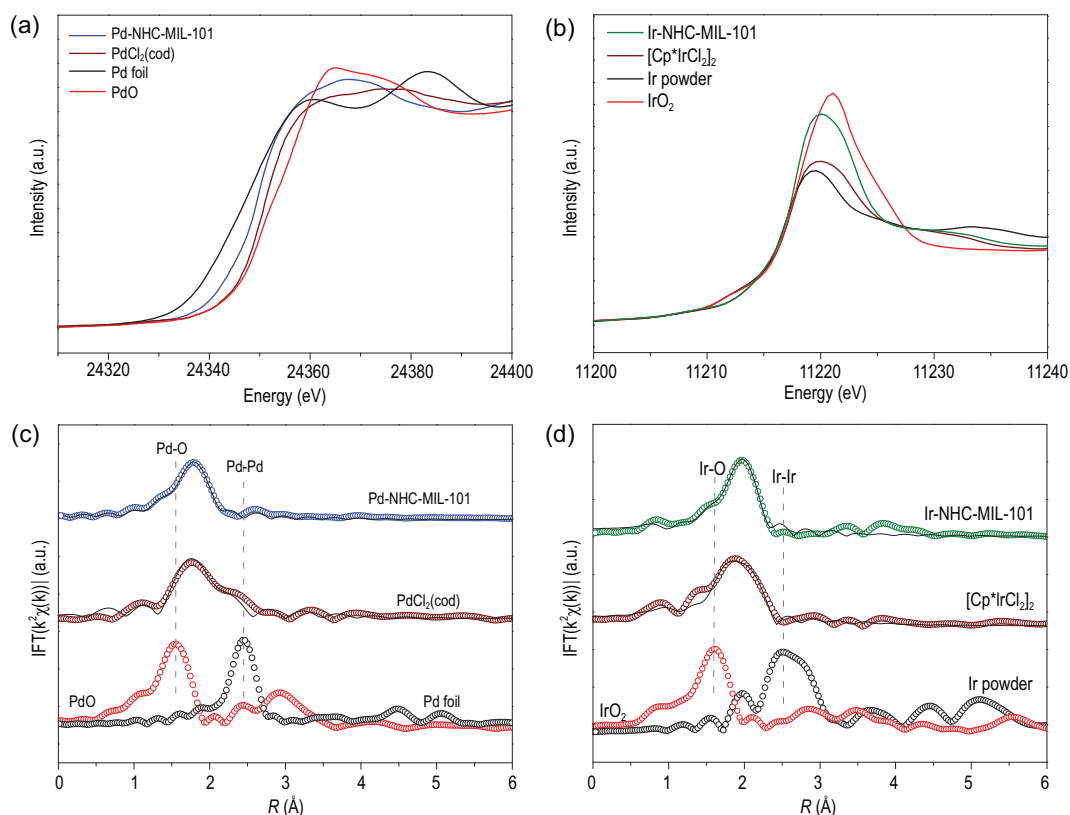 (a)
Pd-NHC-MIL-101
PdCl₂(cod)
Pd foil
PdO
Intensity (a.u.)
24320 24340 24360 24380 24400
Energy (eV)
(b)
Ir-NHC-MIL-101
[Cp*IrCl₂]₂
Ir powder
IrO₂
Intensity (a.u.)
11200 11210 11220 11230 11240
Energy (eV)
(c)
Pd-O
Pd-Pd
Pd-NHC-MIL-101
PdCl₂(cod)
PdO
Pd foil
IFT(k²χ(k))| (a.u.)
0 1 2 3 4 5 6
R (Å)
(d)
Ir-O
Ir-Ir
Ir-NHC-MIL-101
[Cp*IrCl₂]₂
Ir powder
IrO₂
IFT(k²χ(k))| (a.u.)
0 1 2 3 4 5 6
R (Å)